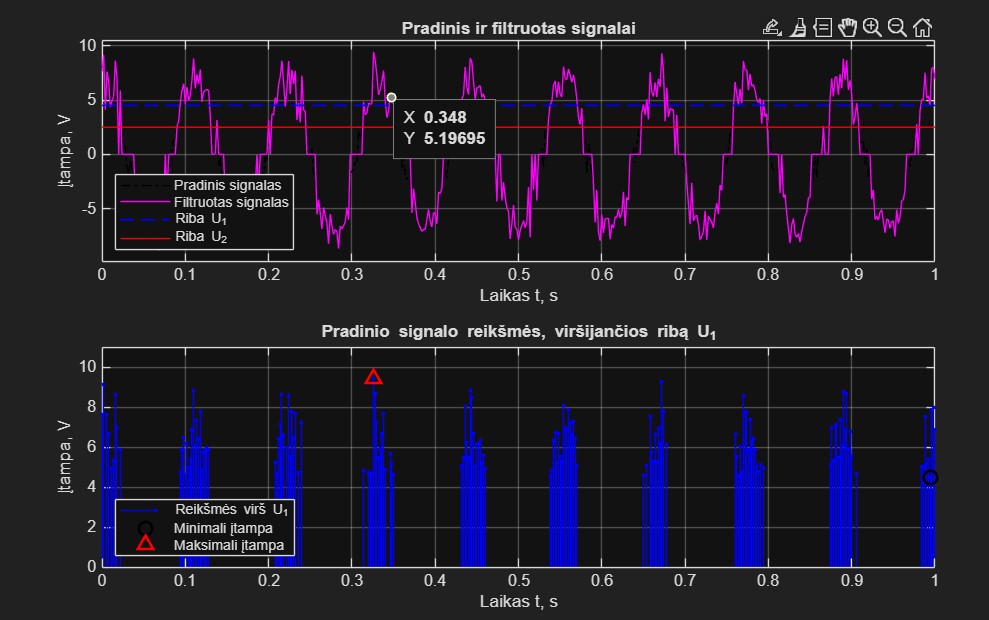 Pradinis ir filtruotas signalai
10
5
0
-5
Įtampa, V
X 0.348
Y 5.19695
Pradinis signalas
Filtruotas signalas
Riba U₁
Riba U₂
0 0.1 0.2 0.3 0.4 0.5 0.6 0.7 0.8 0.9 1
Laikas t, s
Pradinio signalo reikšmės, viršijančios ribą U₁
10
8
6
4
2
0
Įtampa, V
Reikšmės virš U₁
Minimali įtampa
Maksimali įtampa
0 0.1 0.2 0.3 0.4 0.5 0.6 0.7 0.8 0.9 1
Laikas t, s